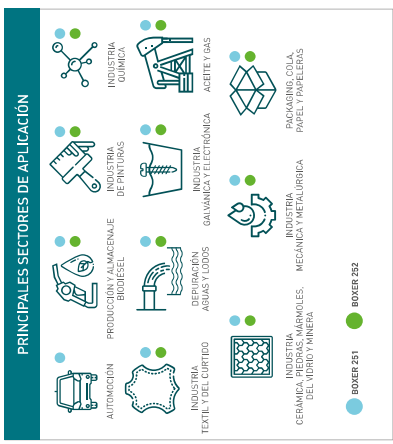 PRINCIPALES SECTORES DE APLICACIÓN
AUTOMOCIÓN
PRODUCCIÓN Y ALMACENAJE
BIODIÉSEL
INDUSTRIA
DE PINTURAS
INDUSTRIA
QUÍMICA
INDUSTRIA
TEXTIL Y DEL CURTIDO
DEPURACIÓN
AGUAS Y LODOS
INDUSTRIA
GALVÁNICA Y ELECTRÓNICA
ACEITE Y GAS
INDUSTRIA
CERÁMICA, PIEDRAS, MÁRMOLES,
DEL VIDRIO Y MINERA
INDUSTRIA
MECÁNICA Y METALÚRGICA
PACKAGING, COLA,
PAPEL Y PAPELERAS
BOXER 251
BOXER 252